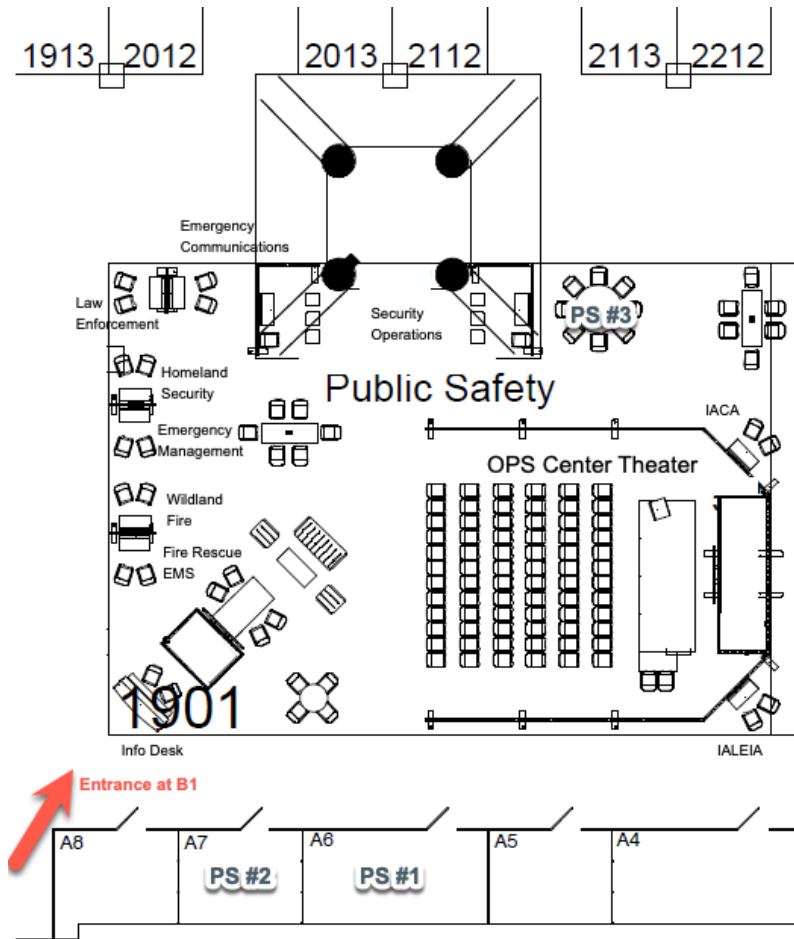 1913 2012
2013 2112
2113 2212
Emergency
Communications
Law
Enforcement
Security
Operations
PS #3
Homeland
Security
Public Safety
IACA
Emergency
Management
OPS Center Theater
Wildland
Fire
Fire Rescue
EMS
1901
Info Desk
IALEIA
Entrance at B1
A8
A7
A6
A5
A4
PS #2
PS #1